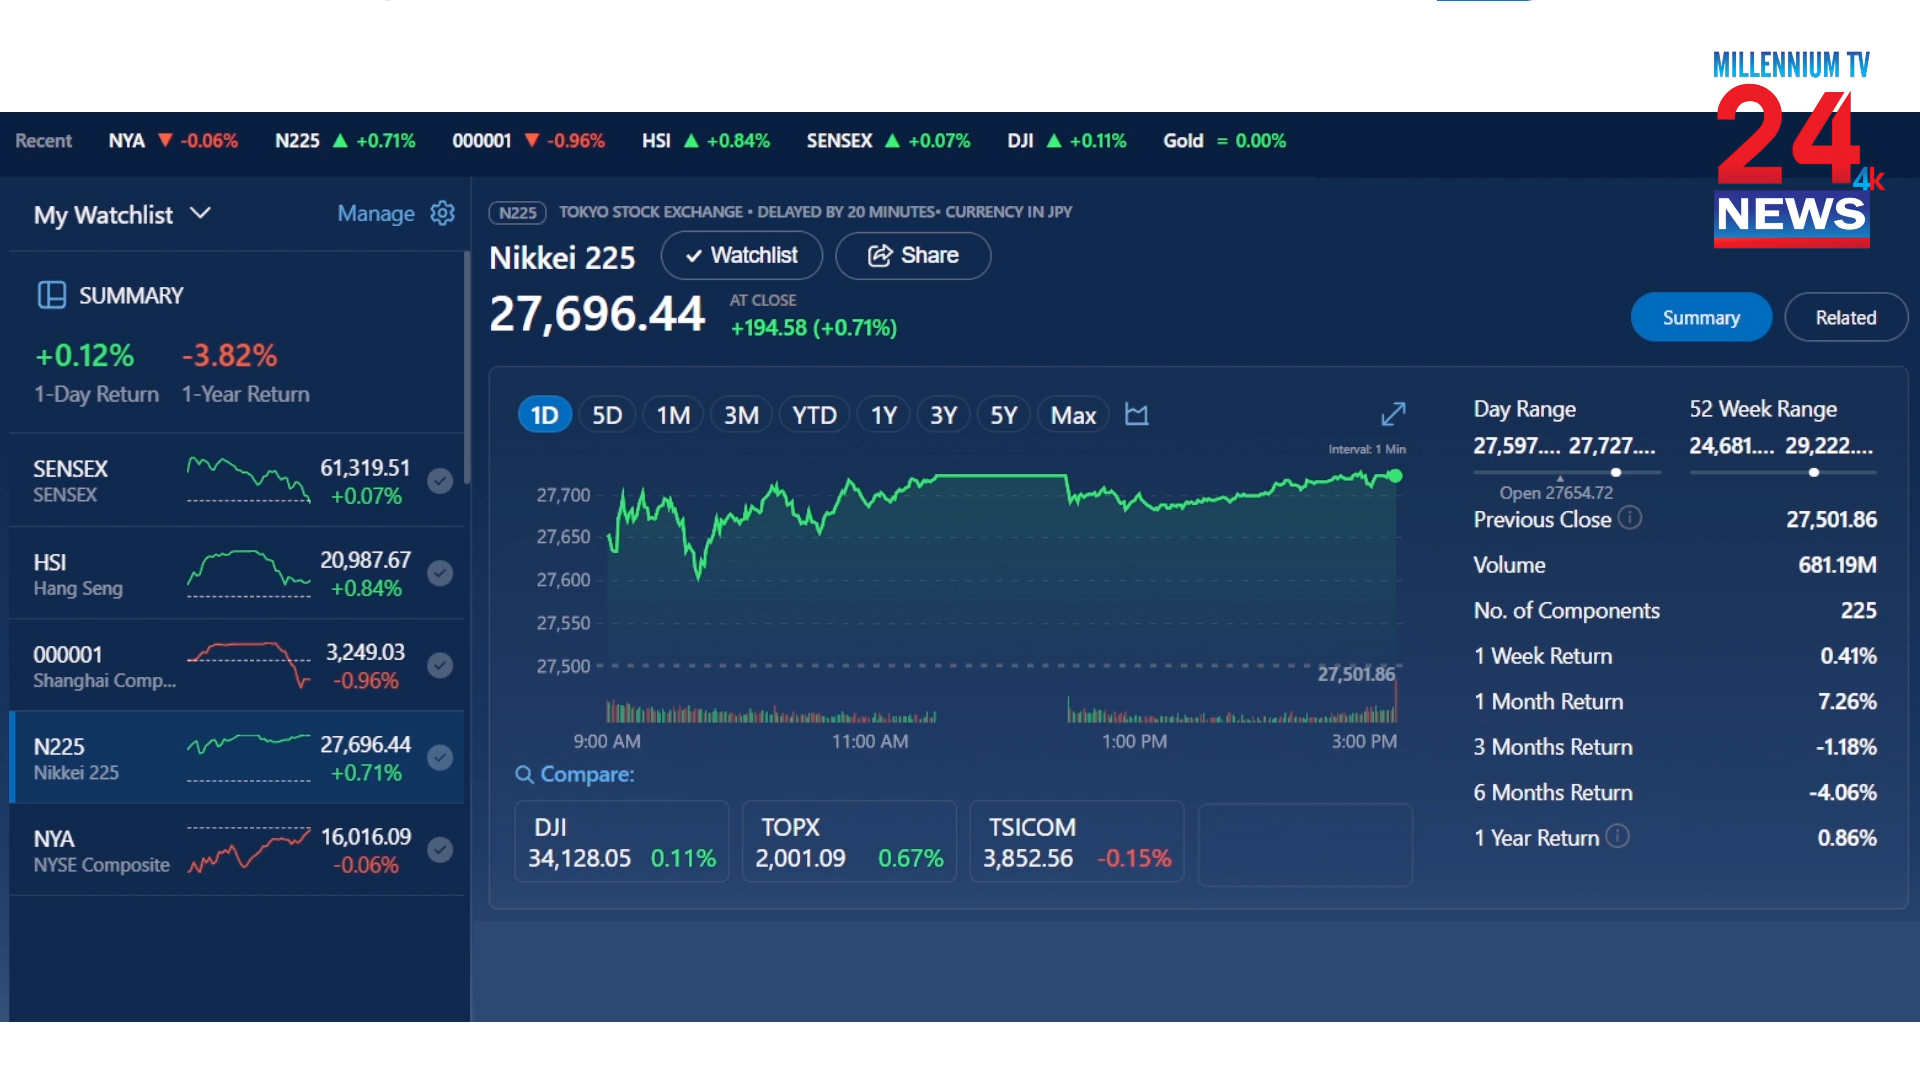 MILLENNIUM TV
24
4k
NEWS
Recent NYA ▼ -0.06% N225 ▲ +0.71% 000001 ▼ -0.96% HSI ▲ +0.84% SENSEX ▲ +0.07% DJI ▲ +0.11% Gold = 0.00%
My Watchlist Manage
SUMMARY
+0.12% -3.82%
1-Day Return 1-Year Return
SENSEX 61,319.51
SENSEX +0.07%
HSI 20,987.67
Hang Seng +0.84%
000001 3,249.03
Shanghai Comp... -0.96%
N225 27,696.44
Nikkei 225 +0.71%
NYA 16,016.09
NYSE Composite -0.06%
N225 TOKYO STOCK EXCHANGE • DELAYED BY 20 MINUTES• CURRENCY IN JPY
Nikkei 225 Watchlist Share
27,696.44 AT CLOSE
+194.58 (+0.71%)
Summary Related
1D 5D 1M 3M YTD 1Y 3Y 5Y Max
Interval: 1 Min
27,700
27,650
27,600
27,550
27,500
27,501.86
9:00 AM 11:00 AM 1:00 PM 3:00 PM
Compare:
DJI
34,128.05 0.11%
TOPX
2,001.09 0.67%
TSICOM
3,852.56 -0.15%
Day Range 52 Week Range
27,597.... 27,727.... 24,681.... 29,222....
Open 27654.72
Previous Close 27,501.86
Volume 681.19M
No. of Components 225
1 Week Return 0.41%
1 Month Return 7.26%
3 Months Return -1.18%
6 Months Return -4.06%
1 Year Return 0.86%